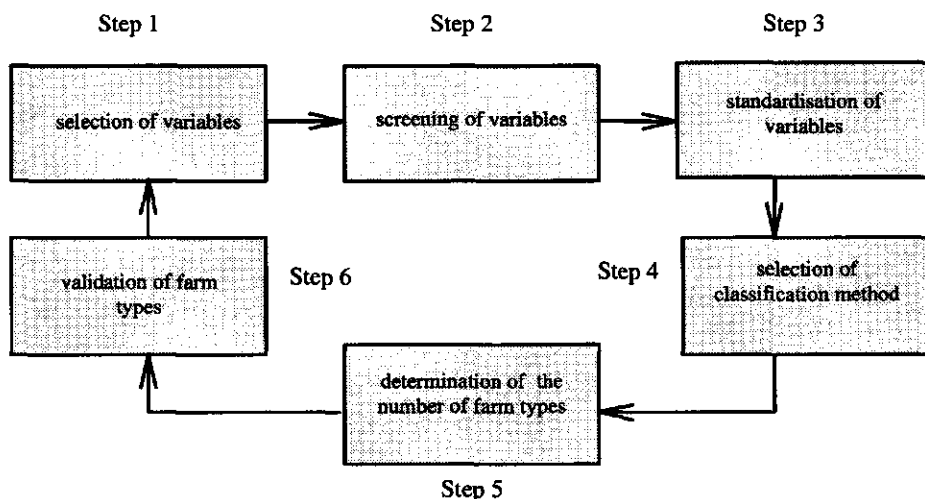 Step 1
Step 2
Step 3
selection of variables
screening of variables
standardisation of
variables
validation of farm
types
Step 6
Step 4
selection of
classification method
determination of the
number of farm types
Step 5